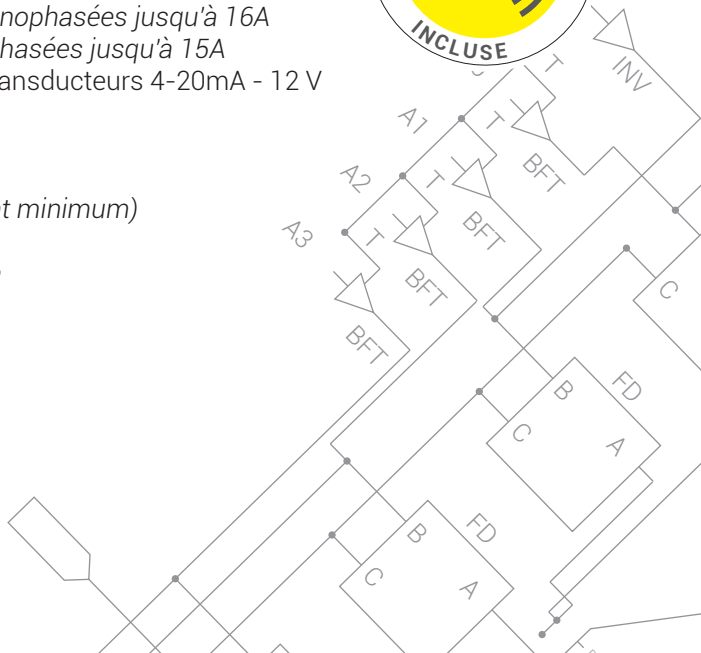 nophasées jusqu'à 16A
hasées jusqu'à 15A
ansducteurs 4-20mA - 12 V
t minimum)
INCLUSE
INV
T
BFT
A1
T
BFT
A2
T
BFT
A3
T
BFT
C
FD
B
C
A
FD
B
C
A